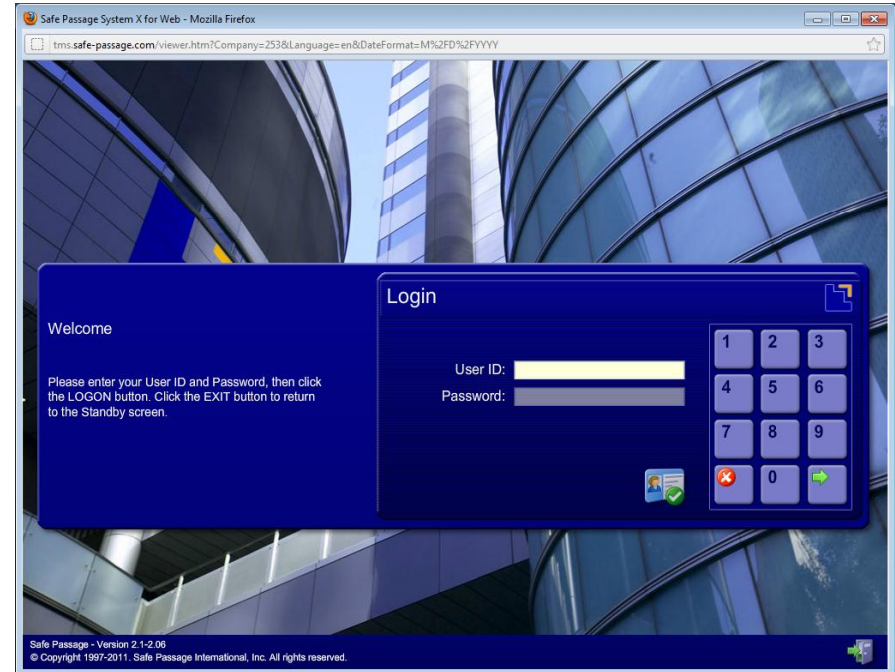 Safe Passage System X for Web - Mozilla Firefox
tms.safe-passage.com/viewer.htm?Company=253&Language=en&DateFormat=M%2FD%2FYYYY
Login
Welcome
Please enter your User ID and Password, then click
the LOGON button. Click the EXIT button to return
to the Standby screen.
User ID:
Password:
1 2 3
4 5 6
7 8 9
0
Safe Passage - Version 2.1-2.06
© Copyright 1997-2011. Safe Passage International, Inc. All rights reserved.